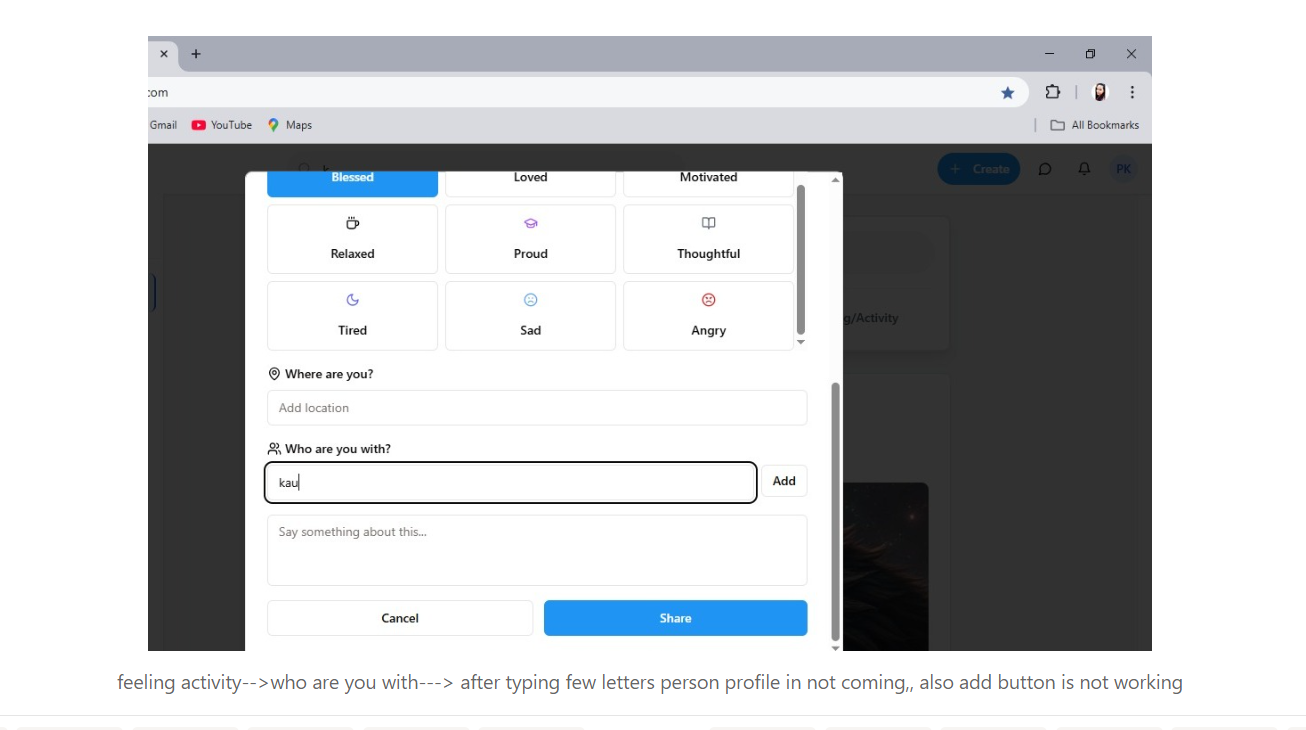 com
Gmail YouTube Maps All Bookmarks
Create PK
Blessed Loved Motivated
Relaxed Proud Thoughtful
Tired Sad Angry
g/Activity
Where are you?
Add location
Who are you with?
kau Add
Say something about this...
Cancel Share
feeling activity-->who are you with---> after typing few letters person profile in not coming,, also add button is not working